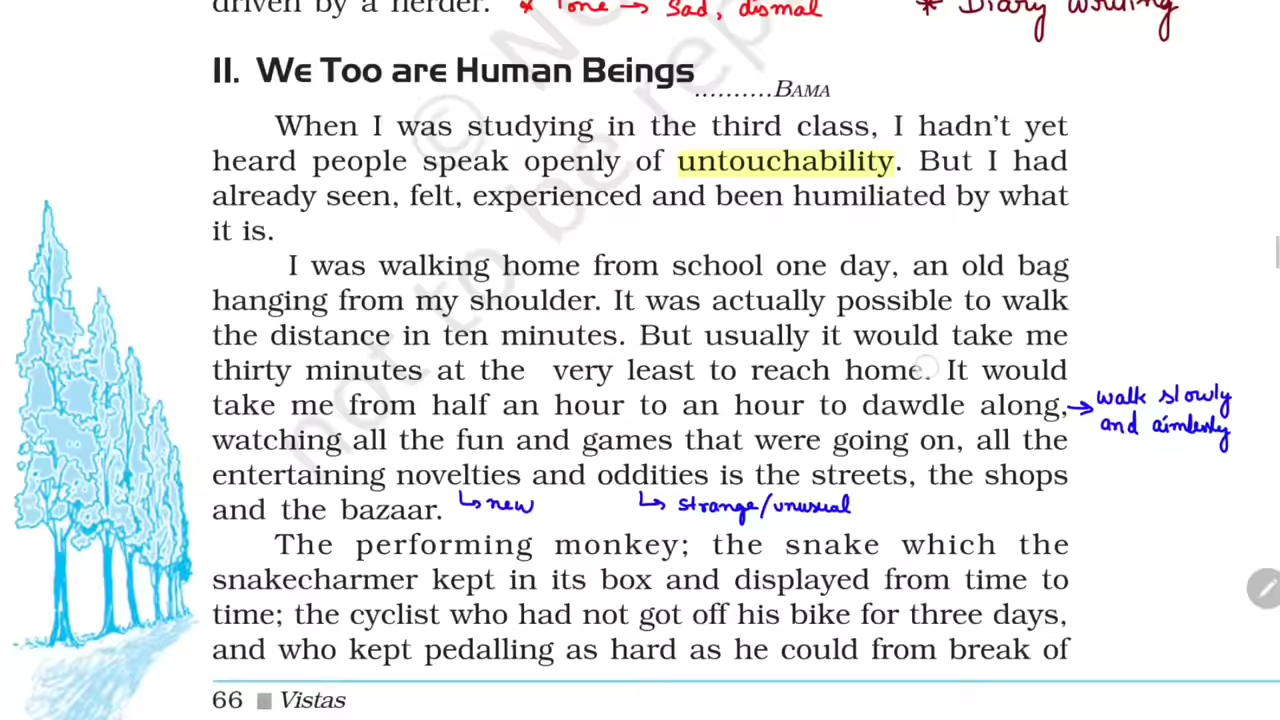 driven by a herder. * Tone → Sad, dismal * Diary writing
II. We Too are Human Beings
..........BAMA
When I was studying in the third class, I hadn't yet
heard people speak openly of untouchability. But I had
already seen, felt, experienced and been humiliated by what
it is.
I was walking home from school one day, an old bag
hanging from my shoulder. It was actually possible to walk
the distance in ten minutes. But usually it would take me
thirty minutes at the very least to reach home. It would
take me from half an hour to an hour to dawdle along, → walk slowly
and aimlessly
watching all the fun and games that were going on, all the
entertaining novelties and oddities is the streets, the shops
and the bazaar. ↳ new ↳ strange/unusual
The performing monkey; the snake which the
snakecharmer kept in its box and displayed from time to
time; the cyclist who had not got off his bike for three days,
and who kept pedalling as hard as he could from break of
66 ■ Vistas
not to be rep